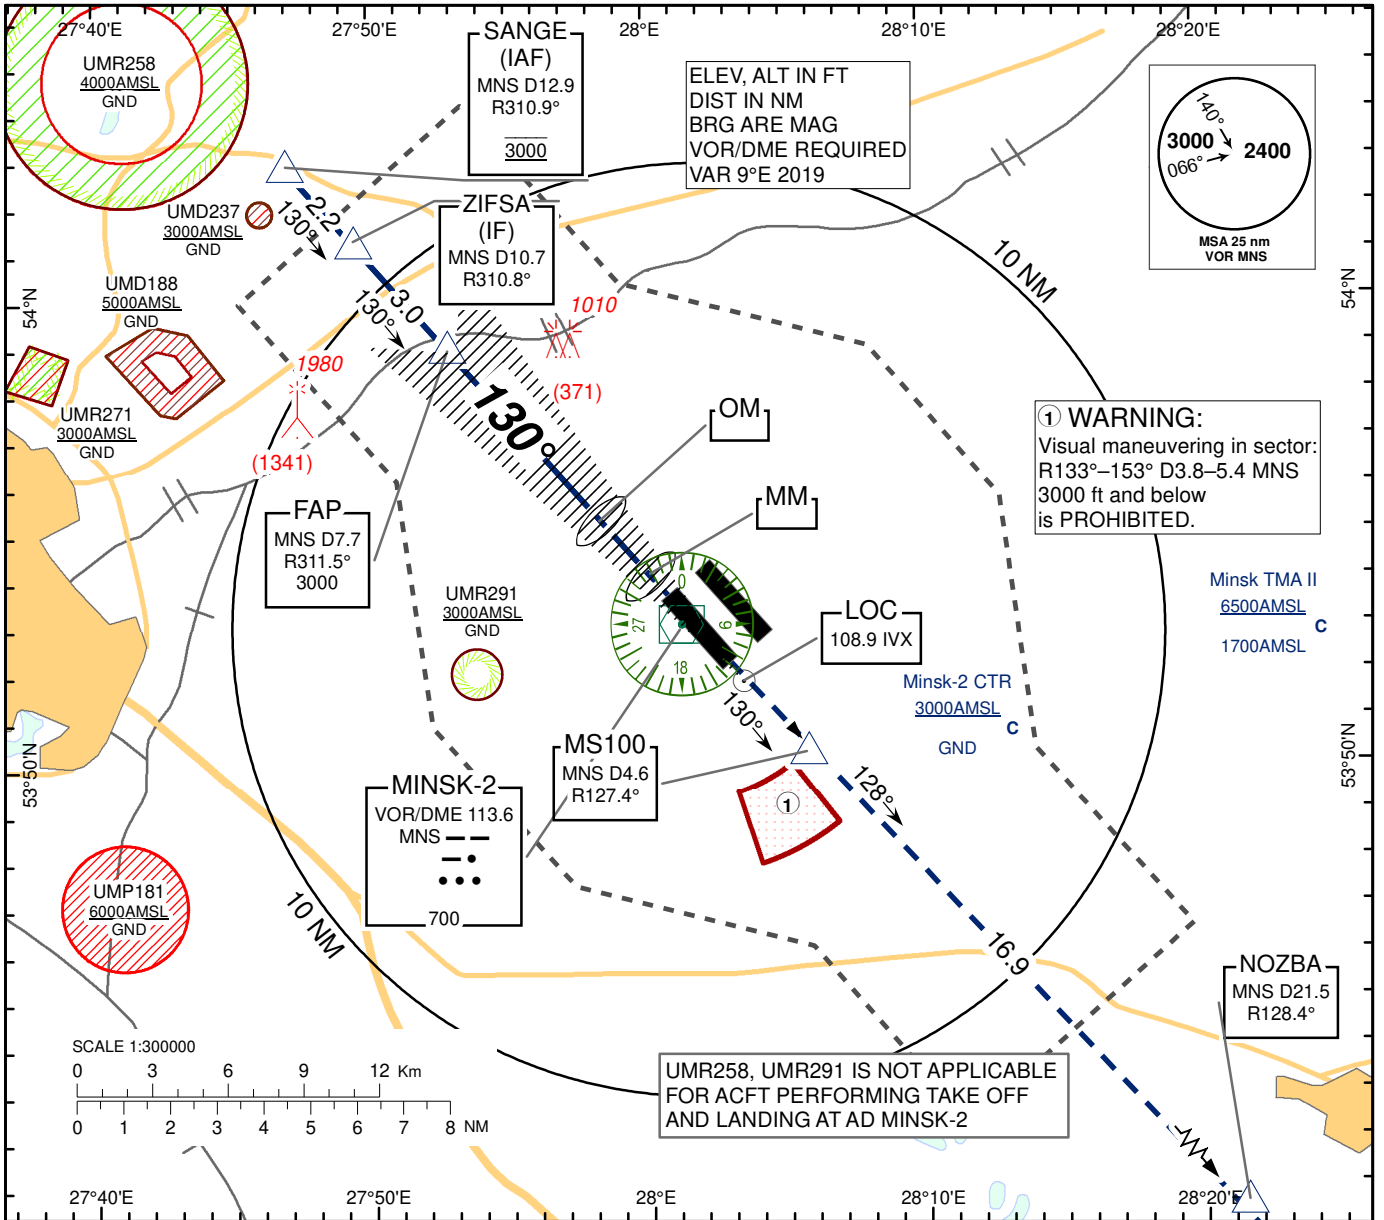 27°40'E
27°50'E
28°E
28°10'E
28°20'E
UMR258
4000AMSL
GND
SANGE
(IAF)
MNS D12.9
R310.9°
3000
ELEV, ALT IN FT
DIST IN NM
BRG ARE MAG
VOR/DME REQUIRED
VAR 9°E 2019
140°
3000
2400
066°
MSA 25 nm
VOR MNS
UMD237
3000AMSL
GND
2.2
130°
ZIFSA
(IF)
MNS D10.7
R310.8°
10 NM
UMD188
5000AMSL
GND
54°N
54°N
3.0
130°
1010
(371)
1980
(1341)
130°
UMR271
3000AMSL
GND
OM
① WARNING:
Visual maneuvering in sector:
R133°–153° D3.8–5.4 MNS
3000 ft and below
is PROHIBITED.
MM
FAP
MNS D7.7
R311.5°
3000
UMR291
3000AMSL
GND
0
27
6
18
LOC
108.9 IVX
Minsk TMA II
6500AMSL
C
1700AMSL
Minsk-2 CTR
3000AMSL
C
GND
130°
MS100
MNS D4.6
R127.4°
53°50'N
53°50'N
MINSK-2
VOR/DME 113.6
MNS
700
1
128°
UMP181
6000AMSL
GND
10 NM
16.9
NOZBA
MNS D21.5
R128.4°
SCALE 1:300000
0 3 6 9 12 Km
0 1 2 3 4 5 6 7 8 NM
UMR258, UMR291 IS NOT APPLICABLE
FOR ACFT PERFORMING TAKE OFF
AND LANDING AT AD MINSK-2
27°40'E
27°50'E
28°E
28°10'E
28°20'E